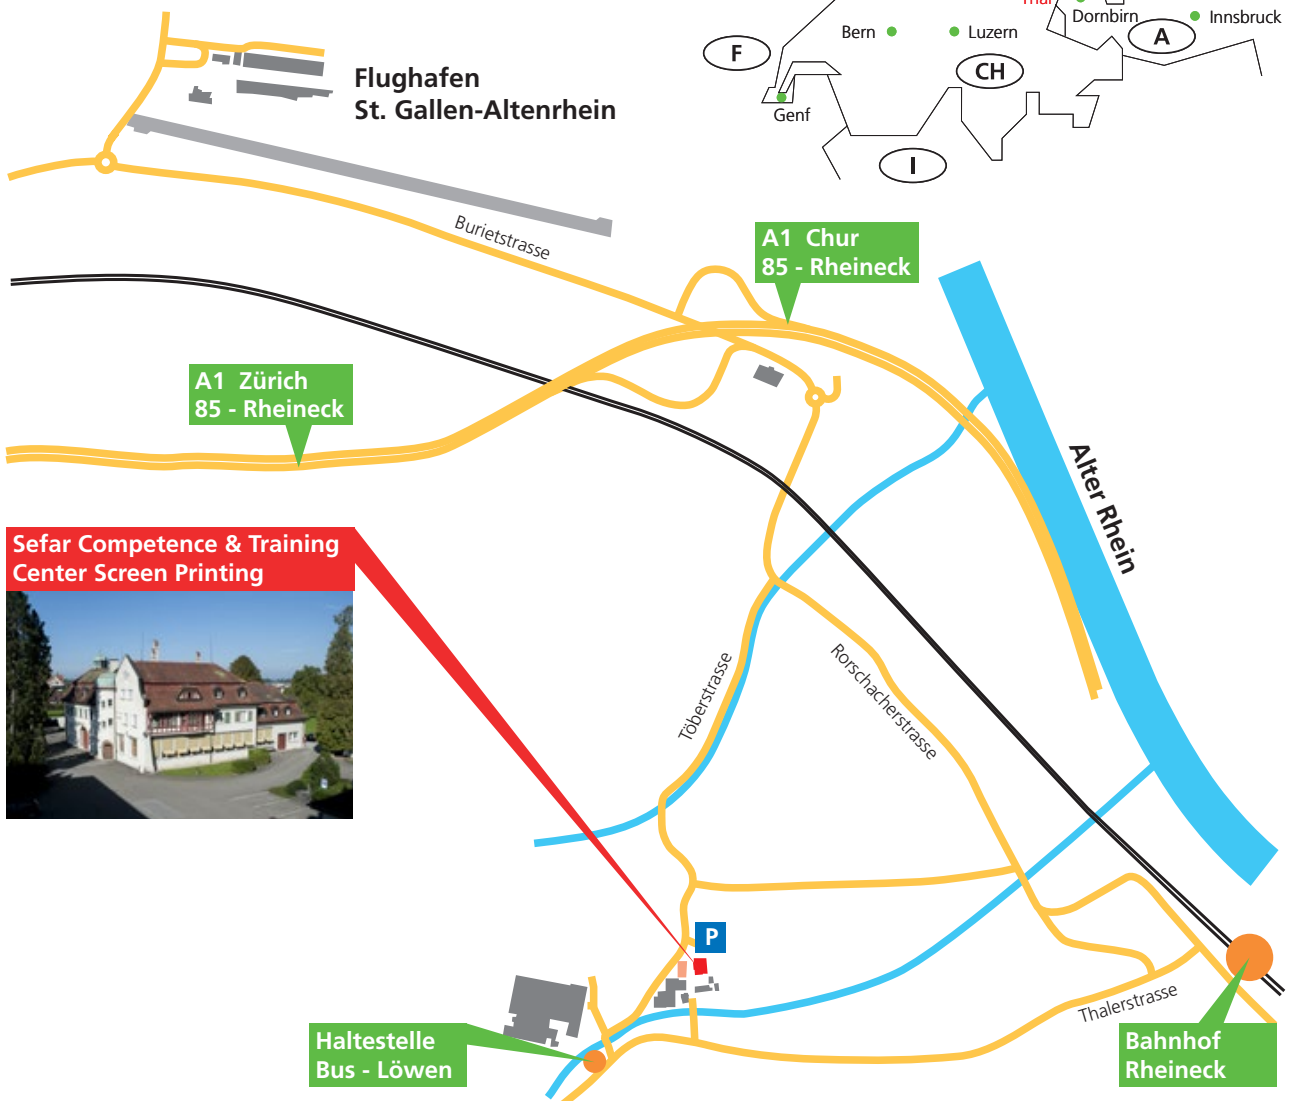 Thal
Dornbirn
Innsbruck
Bern
Luzern
A
F
CH
Genf
I
Flughafen
St. Gallen-Altenrhein
Burietstrasse
A1 Chur
85 - Rheineck
A1 Zürich
85 - Rheineck
Alter Rhein
Sefar Competence & Training
Center Screen Printing
Töberstrasse
Rorschacherstrasse
P
Thalerstrasse
Haltestelle
Bus - Löwen
Bahnhof
Rheineck